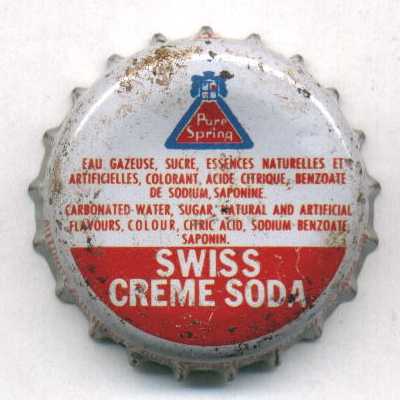 Pure
Spring
EAU GAZEUSE, SUCRE, ESSENCES NATURELLES ET
ARTIFICIELLES, COLORANT, ACIDE CITRIQUE, BENZOATE
DE SODIUM, SAPONINE.
CARBONATED WATER, SUGAR, NATURAL AND ARTIFICIAL
FLAVOURS, COLOUR, CITRIC ACID, SODIUM BENZOATE,
SAPONIN.
SWISS
CREME SODA